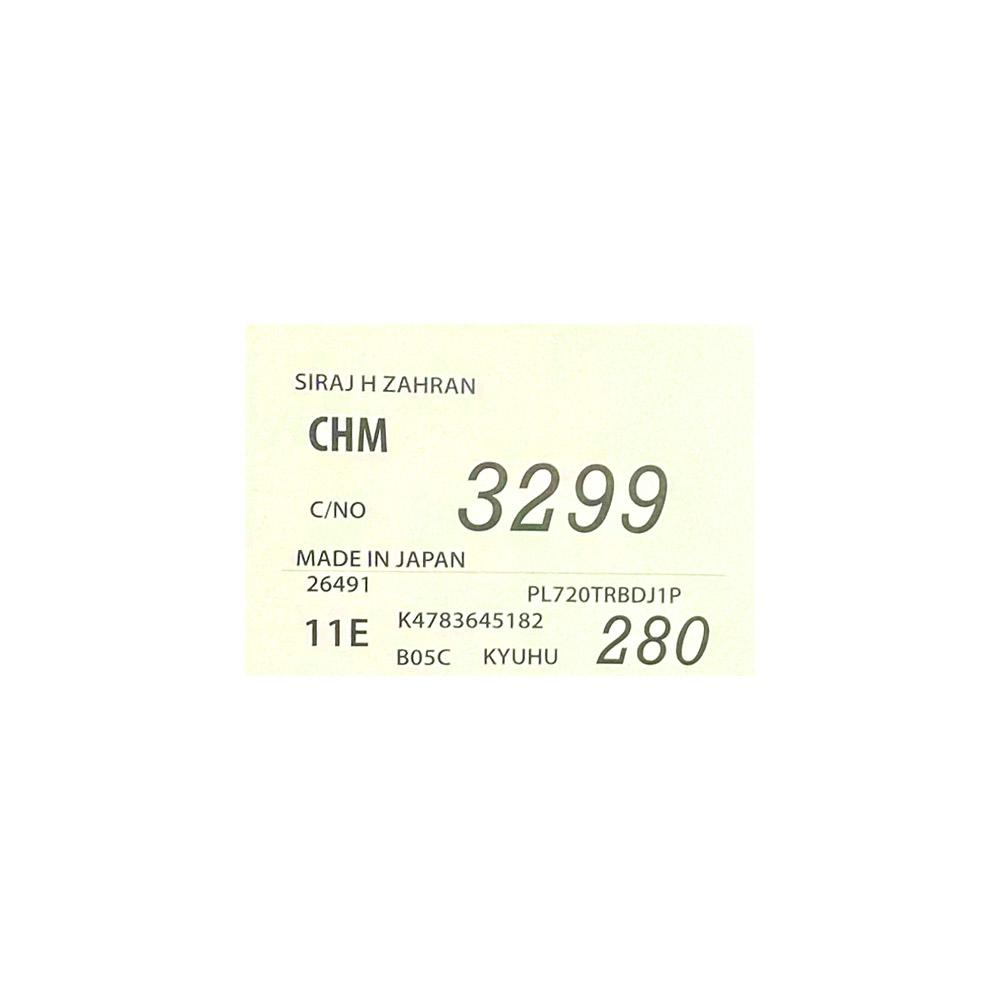 SIRAJ H ZAHRAN
CHM
C/NO 3299
MADE IN JAPAN
26491 PL720TRBDJ1P
11E K4783645182 280
B05C KYUHU